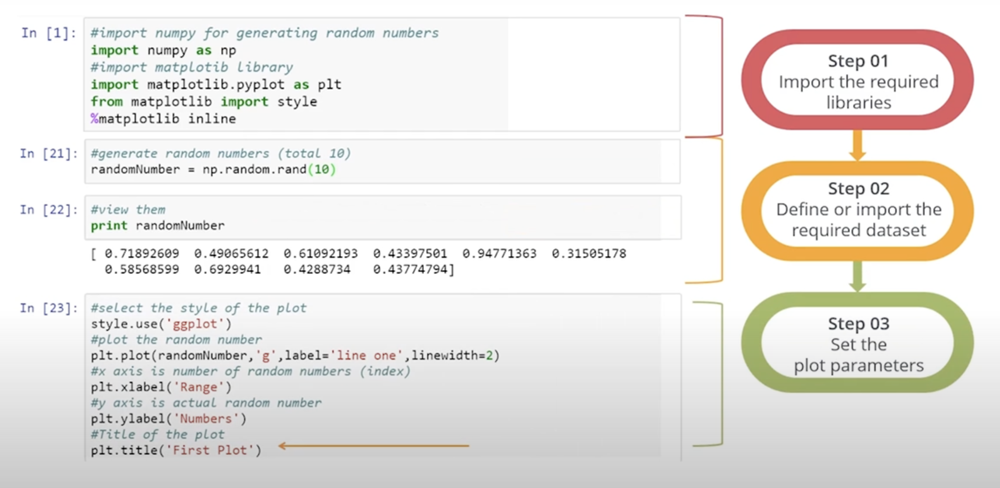 In [1]:
#import numpy for generating random numbers
import numpy as np
#import matplotib library
import matplotlib.pyplot as plt
from matplotlib import style
%matplotlib inline
In [21]:
#generate random numbers (total 10)
randomNumber = np.random.rand(10)
In [22]:
#view them
print randomNumber
[ 0.71892609  0.49065612  0.61092193  0.43397501  0.94771363  0.31505178
0.58568599  0.6929941   0.4288734   0.43774794]
In [23]:
#select the style of the plot
style.use('ggplot')
#plot the random number
plt.plot(randomNumber,'g',label='line one',linewidth=2)
#x axis is number of random numbers (index)
plt.xlabel('Range')
#y axis is actual random number
plt.ylabel('Numbers')
#Title of the plot
plt.title('First Plot')
Step 01
Import the required
libraries
Step 02
Define or import the
required dataset
Step 03
Set the
plot parameters